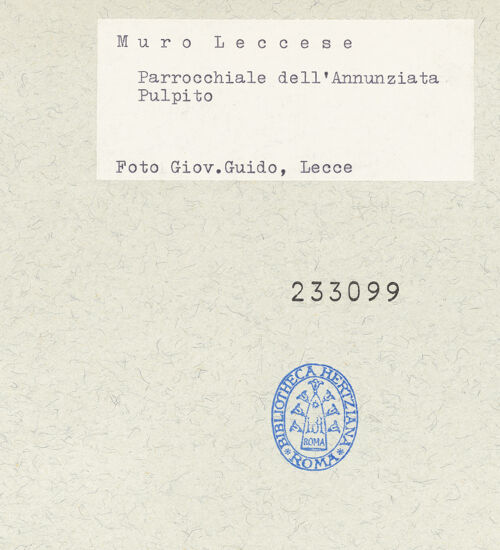 Muro Leccese
Parrocchiale dell'Annunziata
Pulpito
Foto Giov.Guido, Lecce
233099
BIBLIOTHECA HERTZIANA
ROMA
* ROMA *